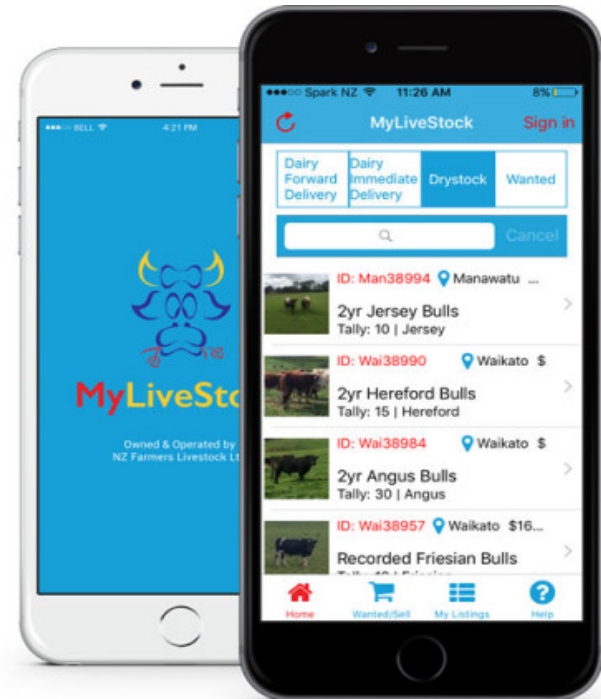 BELL 4:21 PM
MyLiveSto
Owned & Operated by
NZ Farmers Livestock Lt
Spark NZ 11:26 AM 8%
MyLiveStock Sign in
Dairy Forward Delivery
Dairy Immediate Delivery
Drystock
Wanted
Cancel
ID: Man38994 Manawatu ...
2yr Jersey Bulls
Tally: 10 | Jersey
ID: Wai38990 Waikato $
2yr Hereford Bulls
Tally: 15 | Hereford
ID: Wai38984 Waikato $
2yr Angus Bulls
Tally: 30 | Angus
ID: Wai38957 Waikato $16...
Recorded Friesian Bulls
Home Wanted/Sell My Listings Help